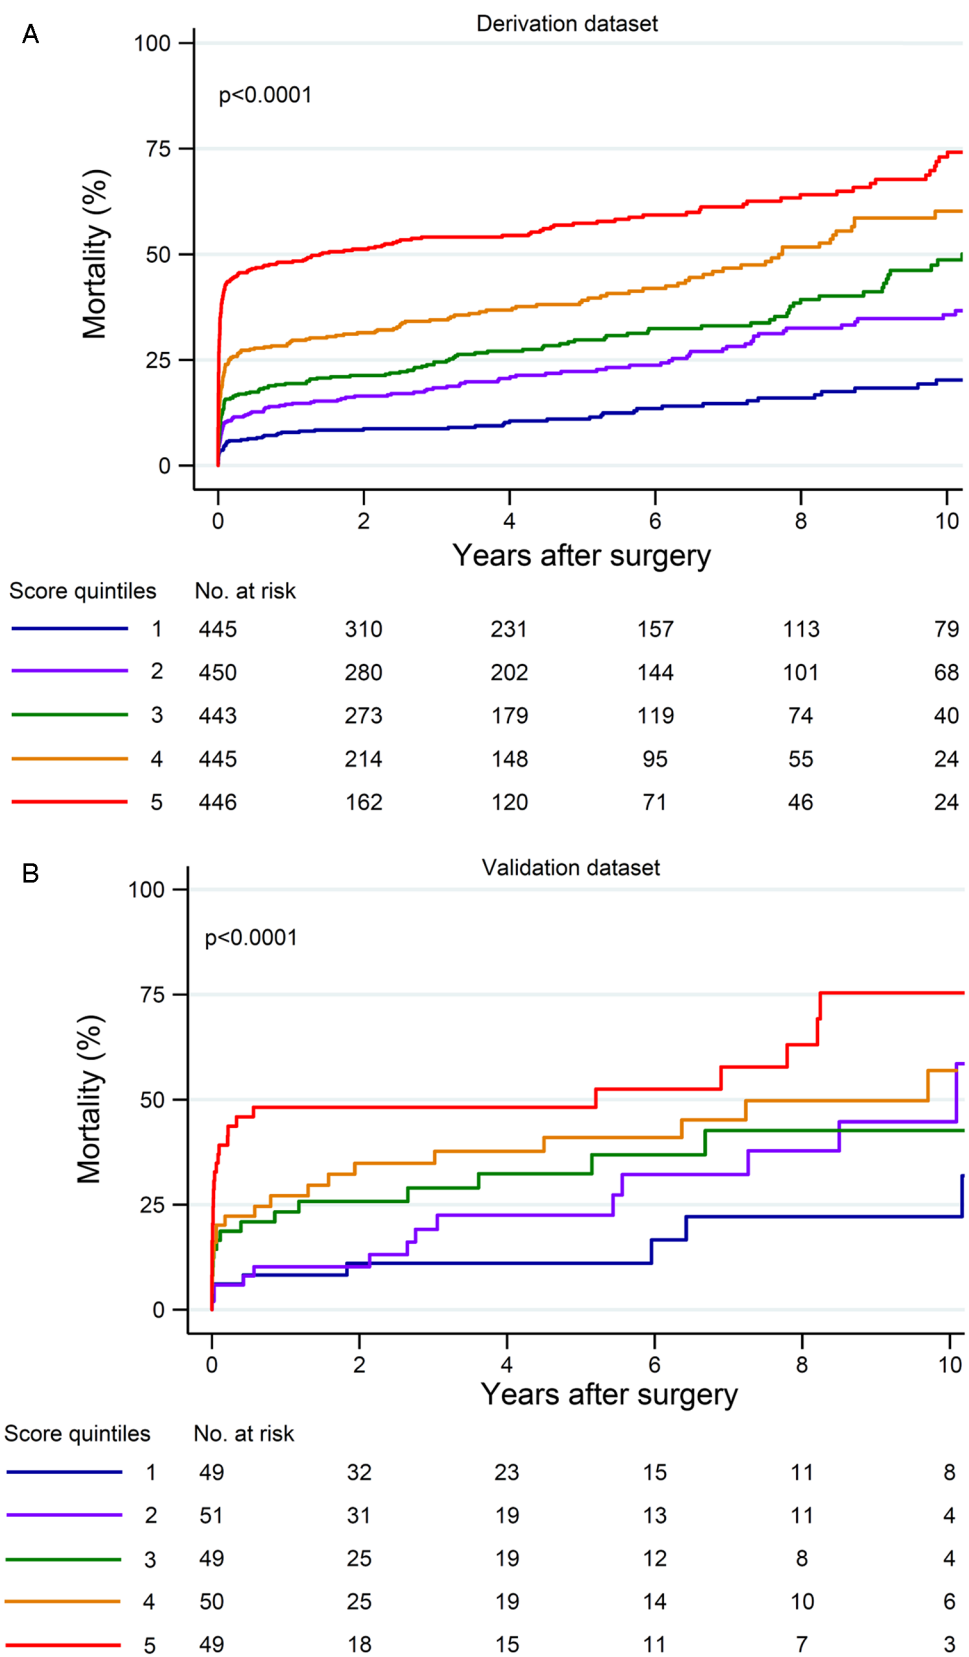 A
Derivation dataset
100
p<0.0001
75
50
25
0
Mortality (%)
0 2 4 6 8 10
Years after surgery
Score quintiles No. at risk
1 445 310 231 157 113 79
2 450 280 202 144 101 68
3 443 273 179 119 74 40
4 445 214 148 95 55 24
5 446 162 120 71 46 24
B
Validation dataset
100
p<0.0001
75
50
25
0
Mortality (%)
0 2 4 6 8 10
Years after surgery
Score quintiles No. at risk
1 49 32 23 15 11 8
2 51 31 19 13 11 4
3 49 25 19 12 8 4
4 50 25 19 14 10 6
5 49 18 15 11 7 3